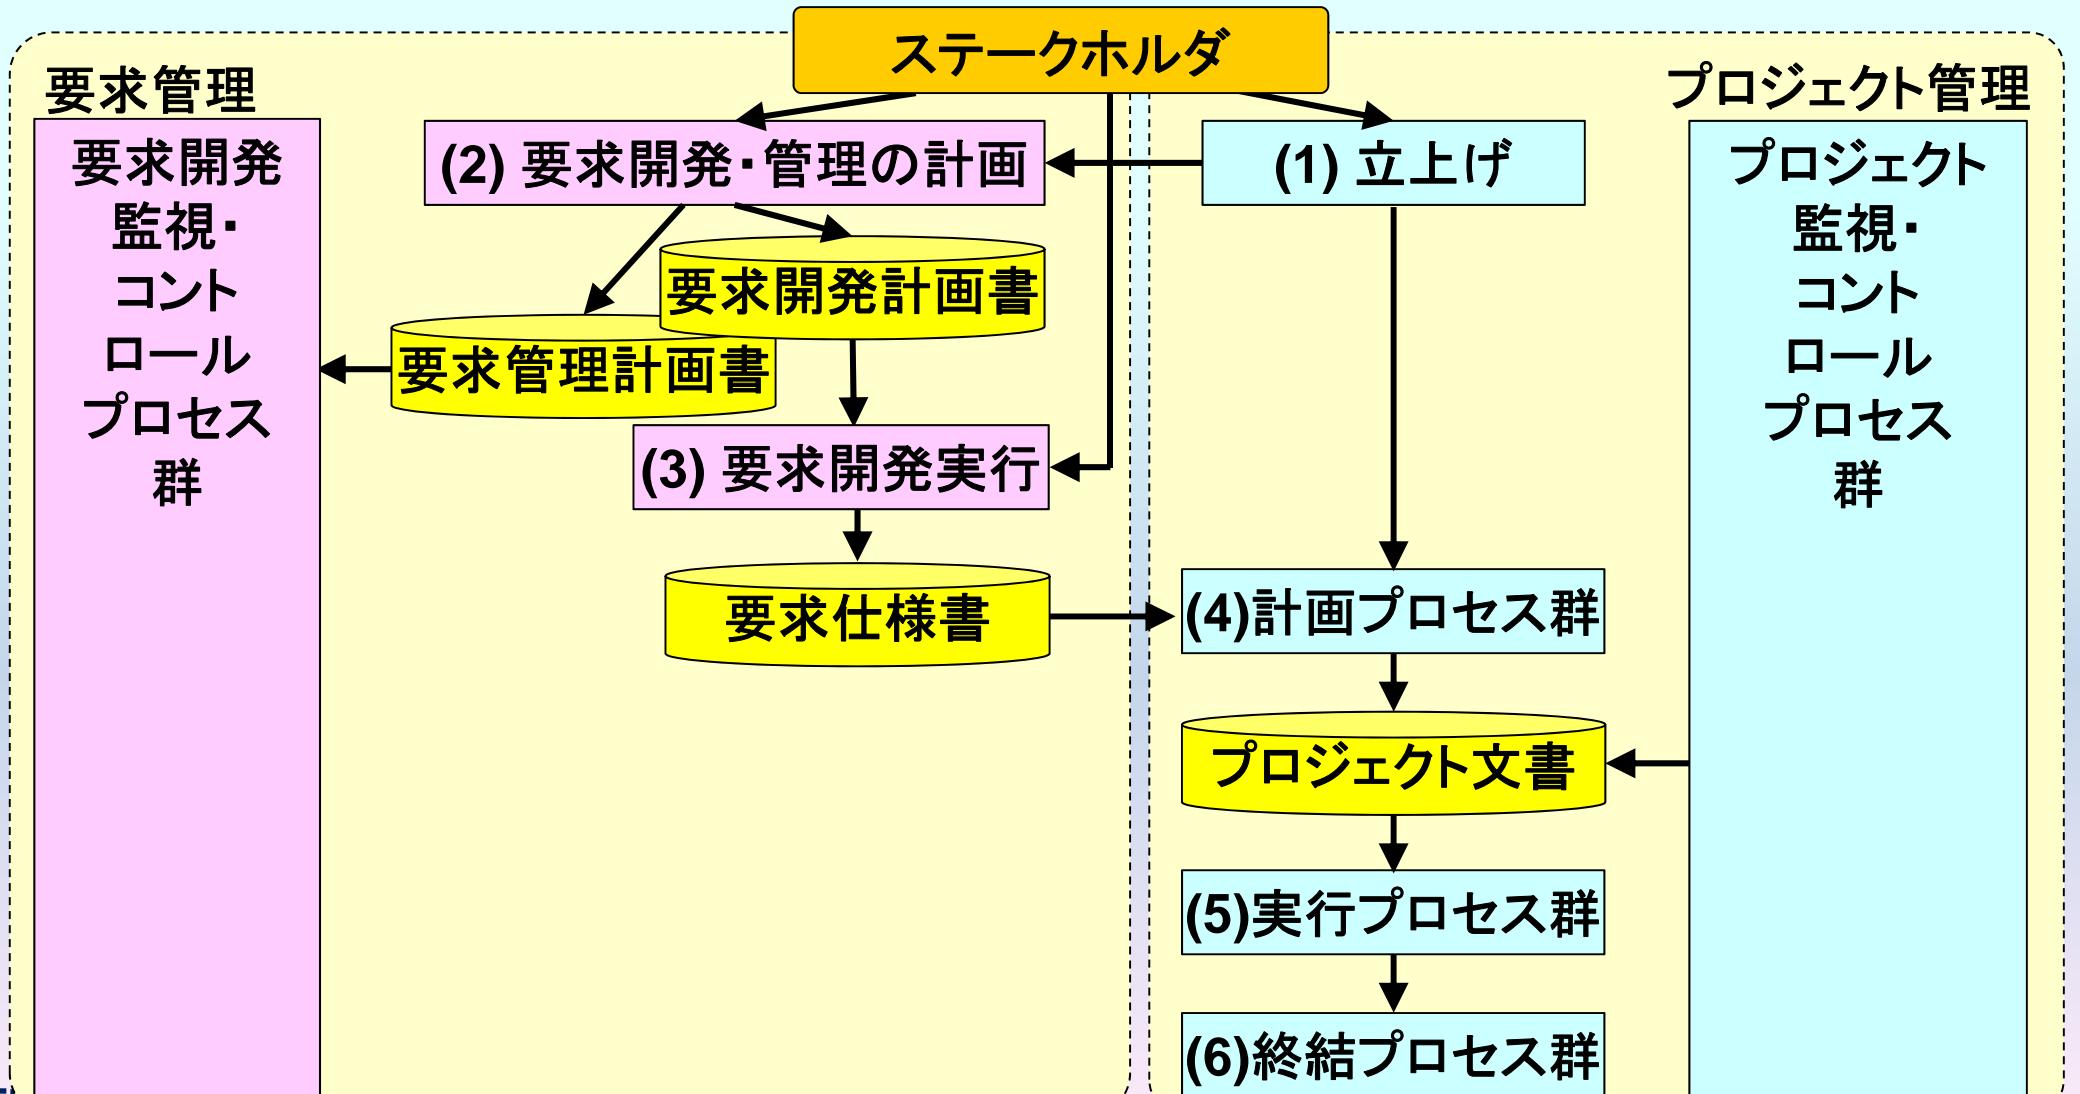 ステークホルダ
要求管理
プロジェクト管理
要求開発
監視・
コント
ロール
プロセス
群
(2) 要求開発・管理の計画
(1) 立上げ
プロジェクト
監視・
コント
ロール
プロセス
群
要求開発計画書
要求管理計画書
(3) 要求開発実行
要求仕様書
(4)計画プロセス群
プロジェクト文書
(5)実行プロセス群
(6)終結プロセス群